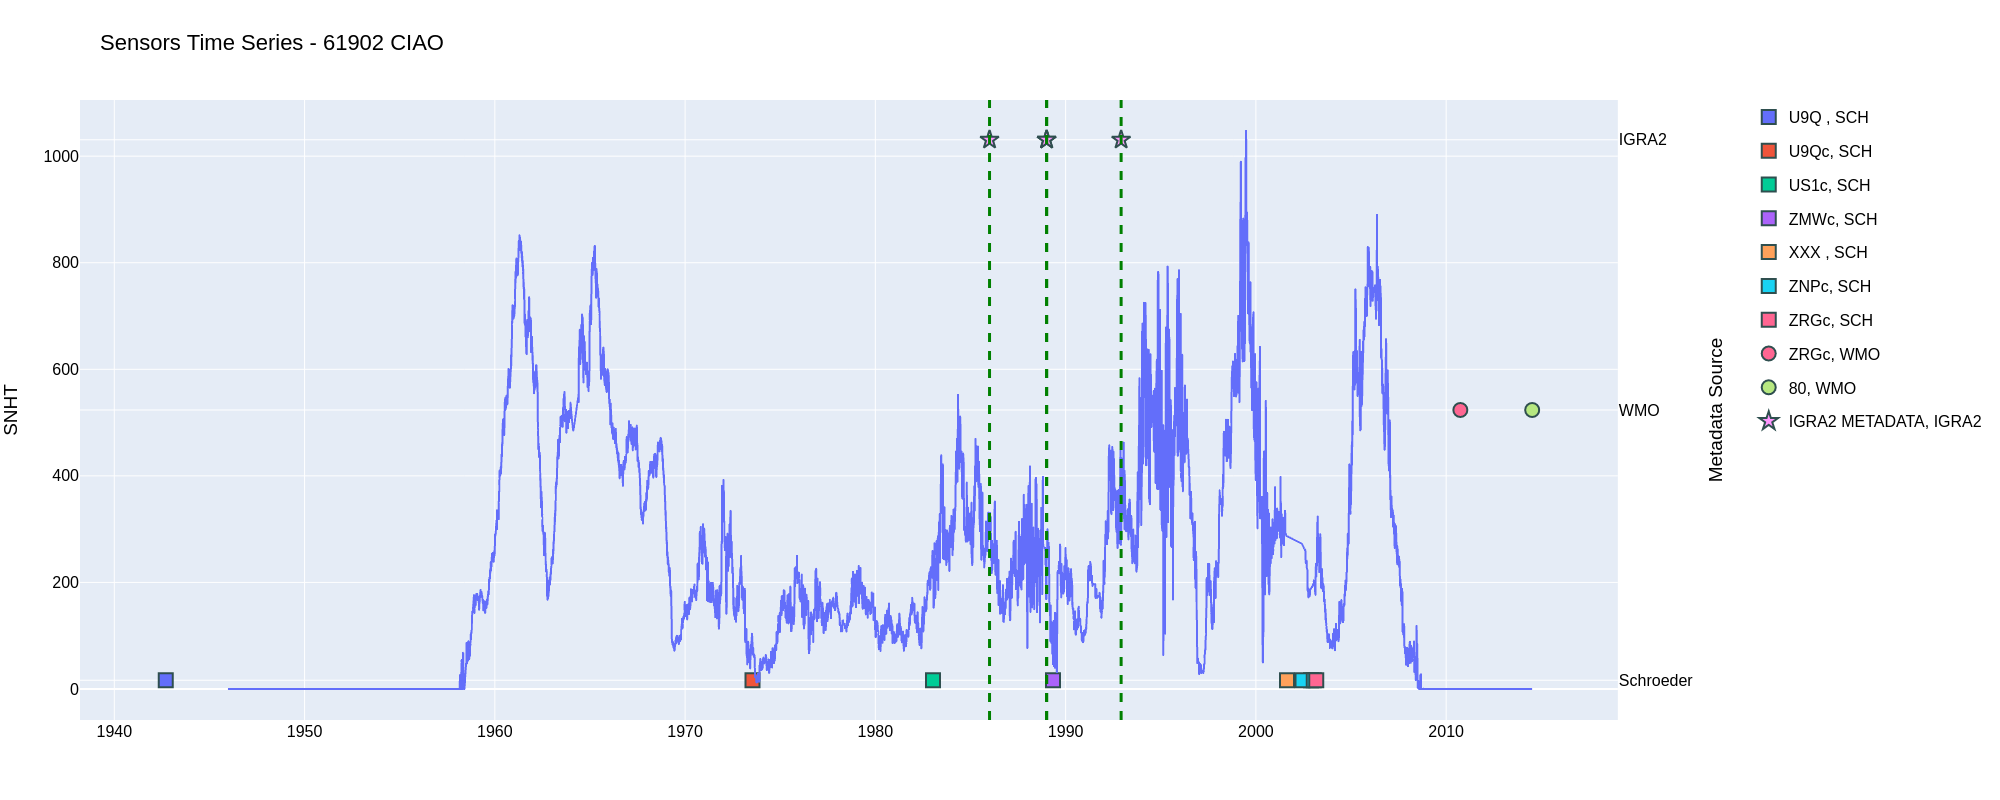 Sensors Time Series - 61902 CIAO
SNHT
1000
800
600
400
200
0
1940
1950
1960
1970
1980
1990
2000
2010
IGRA2
WMO
Schroeder
Metadata Source
U9Q , SCH
U9Qc, SCH
US1c, SCH
ZMWc, SCH
XXX , SCH
ZNPc, SCH
ZRGc, SCH
ZRGc, WMO
80, WMO
IGRA2 METADATA, IGRA2